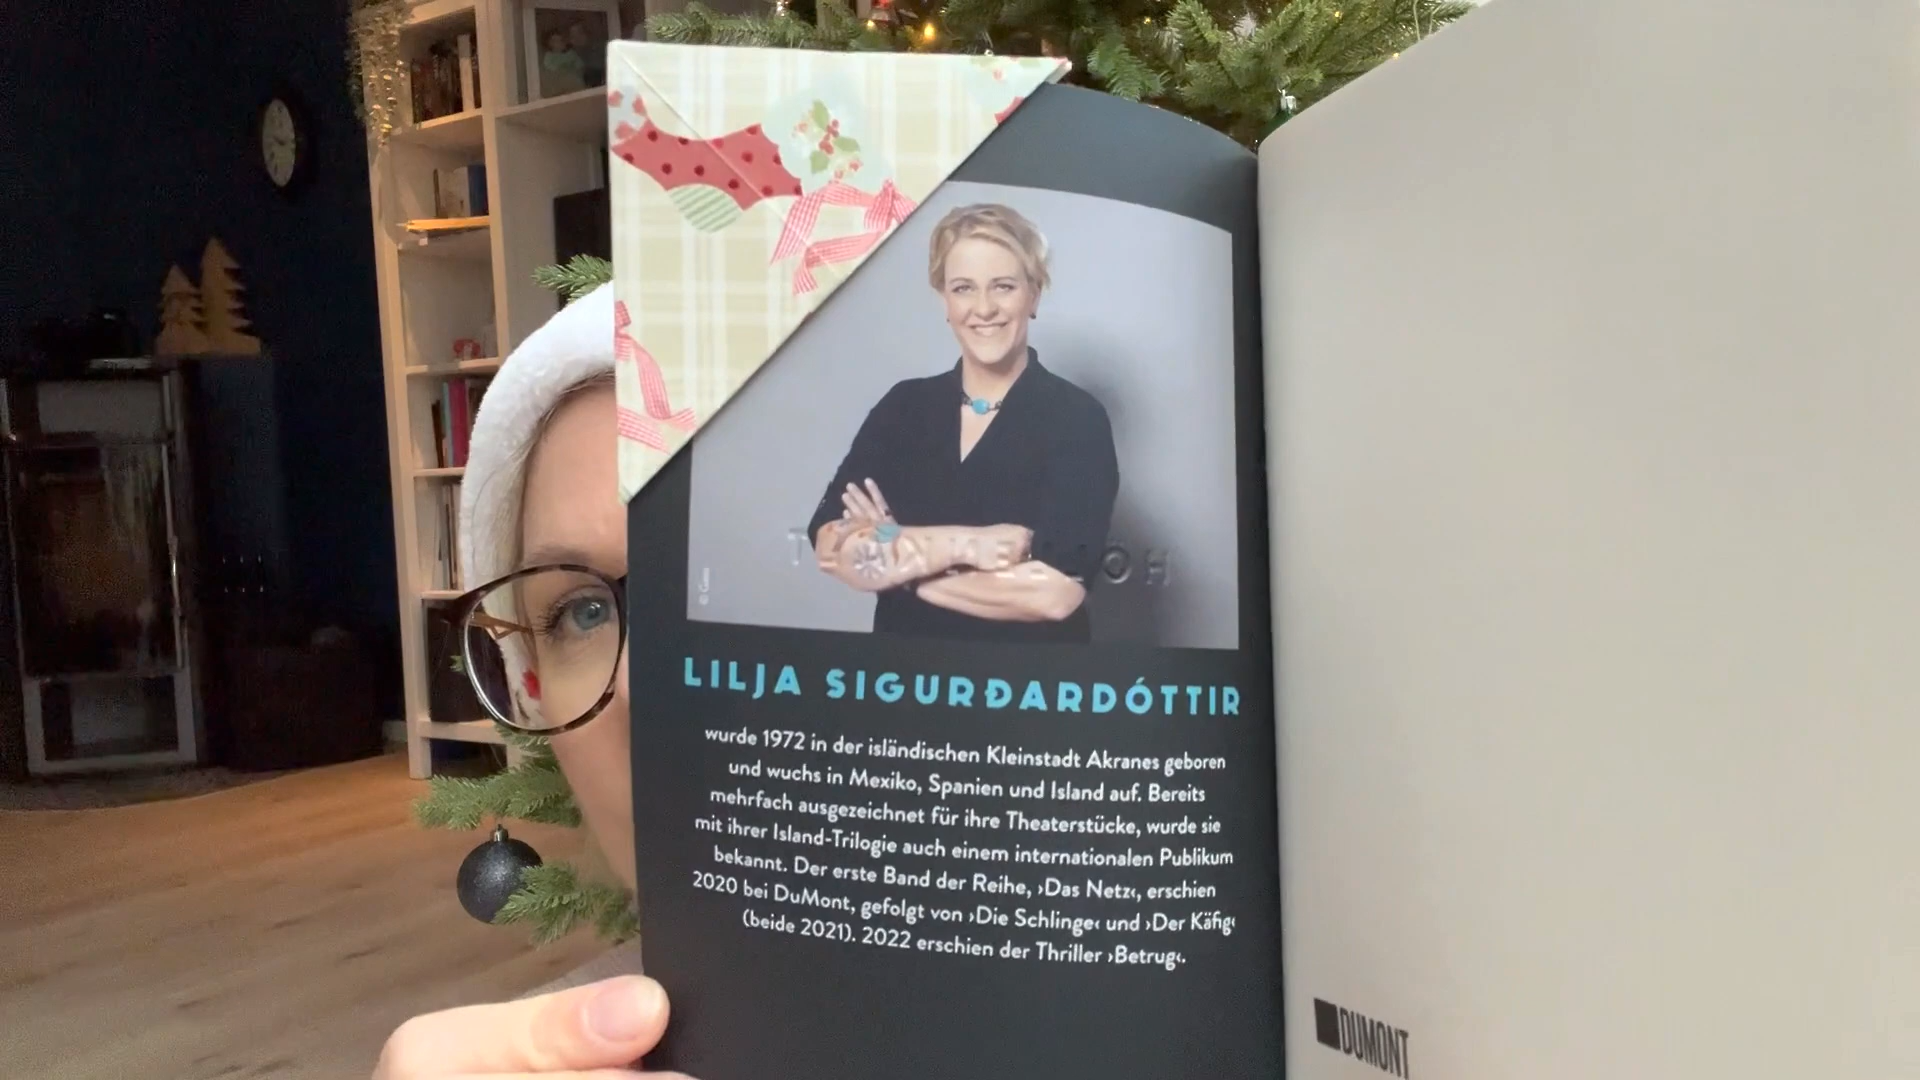 LILJA SIGURÐARDÓTTIR
wurde 1972 in der isländischen Kleinstadt Akranes geboren
und wuchs in Mexiko, Spanien und Island auf. Bereits
mehrfach ausgezeichnet für ihre Theaterstücke, wurde sie
mit ihrer Island-Trilogie auch einem internationalen Publikum
bekannt. Der erste Band der Reihe, ›Das Netz‹, erschien
2020 bei DuMont, gefolgt von ›Die Schlinge‹ und ›Der Käfig‹
(beide 2021). 2022 erschien der Thriller ›Betrug‹.
DUMONT